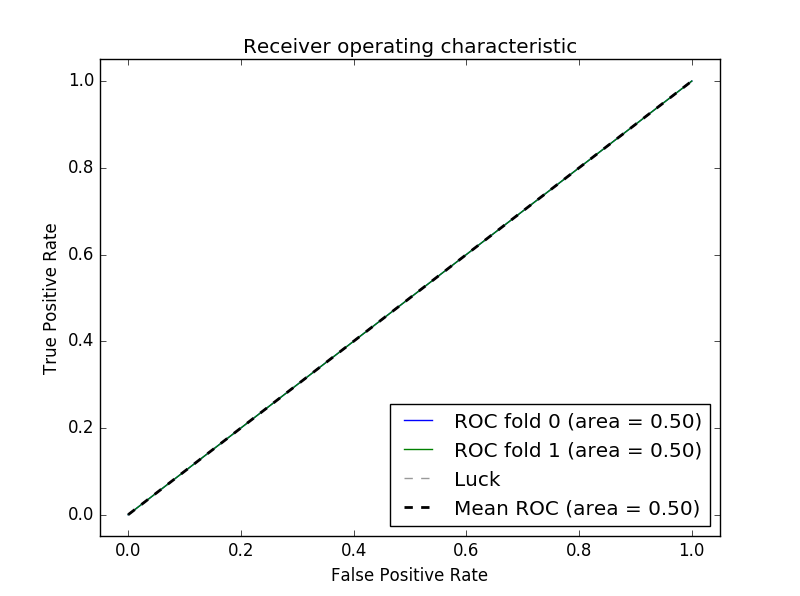 Receiver operating characteristic
1.0
0.8
0.6
0.4
0.2
0.0
True Positive Rate
ROC fold 0 (area = 0.50)
ROC fold 1 (area = 0.50)
Luck
Mean ROC (area = 0.50)
0.0 0.2 0.4 0.6 0.8 1.0
False Positive Rate